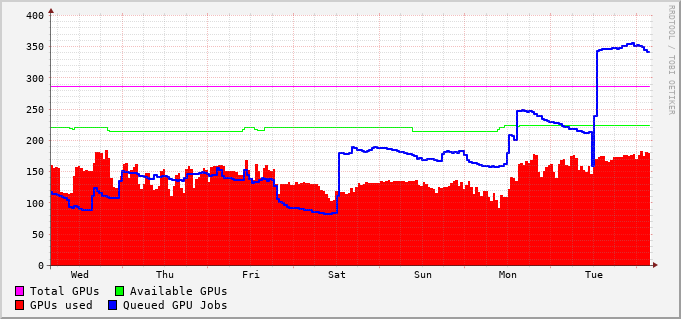 400
350
300
250
200
150
100
50
0
Wed Thu Fri Sat Sun Mon Tue
Total GPUs Available GPUs
GPUs used Queued GPU Jobs
RRDTOOL / TOBI OETIKER